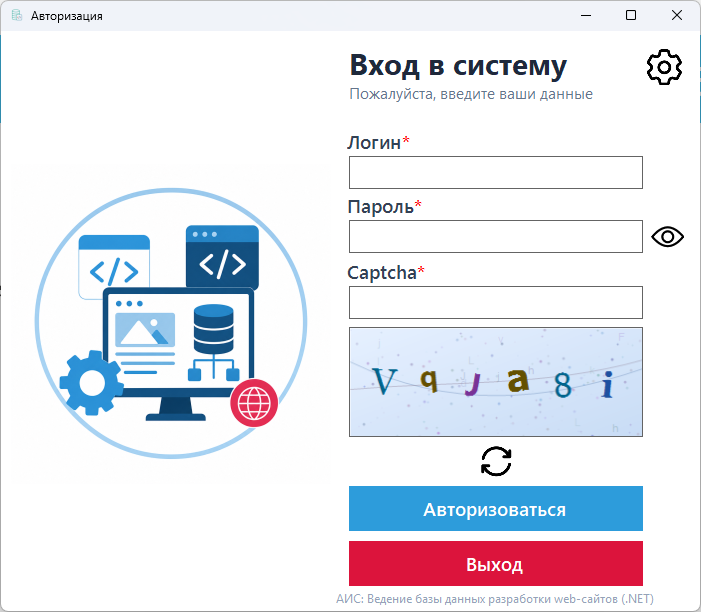 Авторизация
Вход в систему
Пожалуйста, введите ваши данные
Логин*
Пароль*
Captcha*
</>
</>
V q J a 8 i
Авторизоваться
Выход
АИС: Ведение базы данных разработки web-сайтов (.NET)